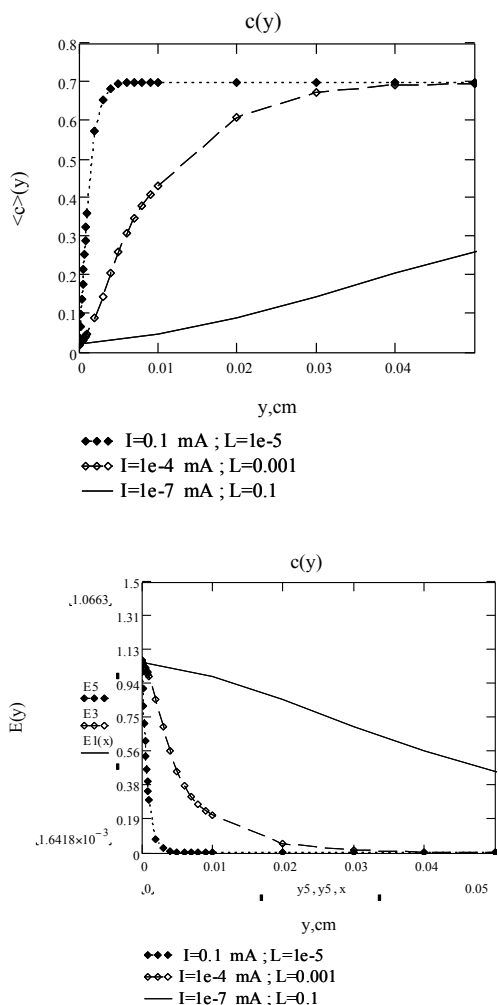 c(y)
0.8
0.7
0.6
0.5
0.4
0.3
0.2
0.1
0
0 0.01 0.02 0.03 0.04
<c>(y)
y,cm
I=0.1 mA ; L=1e-5
I=1e-4 mA ; L=0.001
I=1e-7 mA ; L=0.1
c(y)
1.0663
1.5
1.31
1.13
0.94
0.75
0.56
0.38
0.19
0
E(y)
E5
E3
E1(x)
1.6418×10⁻³
0 0.01 0.02 0.03 0.04
0 y5 , y5 , x 0.05
y,cm
I=0.1 mA ; L=1e-5
I=1e-4 mA ; L=0.001
I=1e-7 mA ; L=0.1